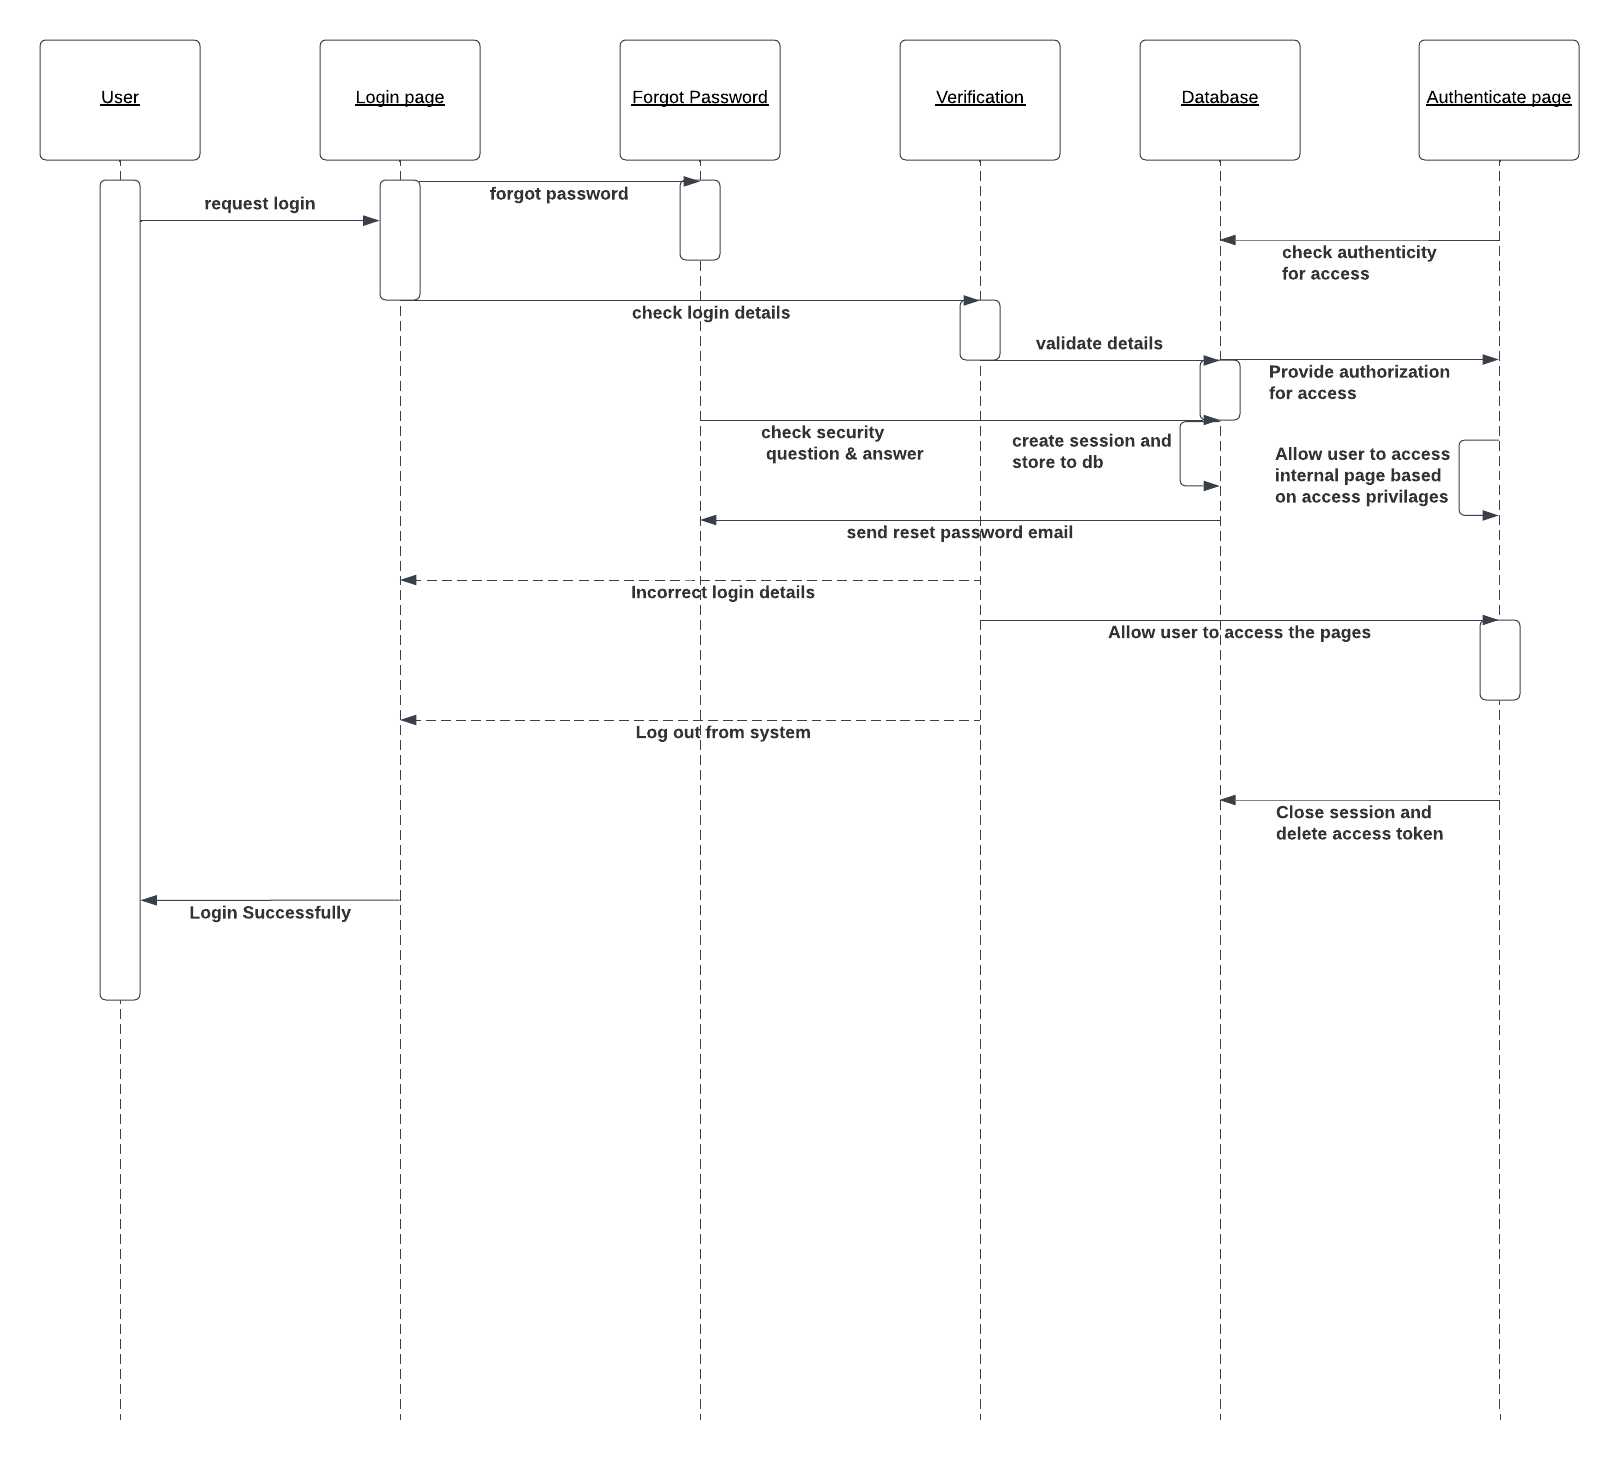 User
Login page
Forgot Password
Verification
Database
Authenticate page
forgot password
request login
check authenticity
for access
check login details
validate details
Provide authorization
for access
check security
question & answer
create session and
store to db
Allow user to access
internal page based
on access privilages
send reset password email
Incorrect login details
Allow user to access the pages
Log out from system
Close session and
delete access token
Login Successfully